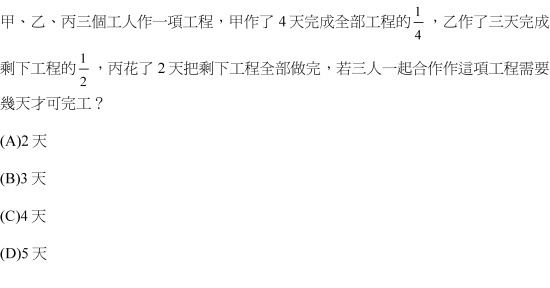 甲、乙、丙三個工人作一項工程，甲作了 4 天完成全部工程的 1/4，乙作了三天完成
剩下工程的 1/2，丙花了 2 天把剩下工程全部做完，若三人一起合作作這項工程需要
幾天才可完工？
(A)2 天
(B)3 天
(C)4 天
(D)5 天